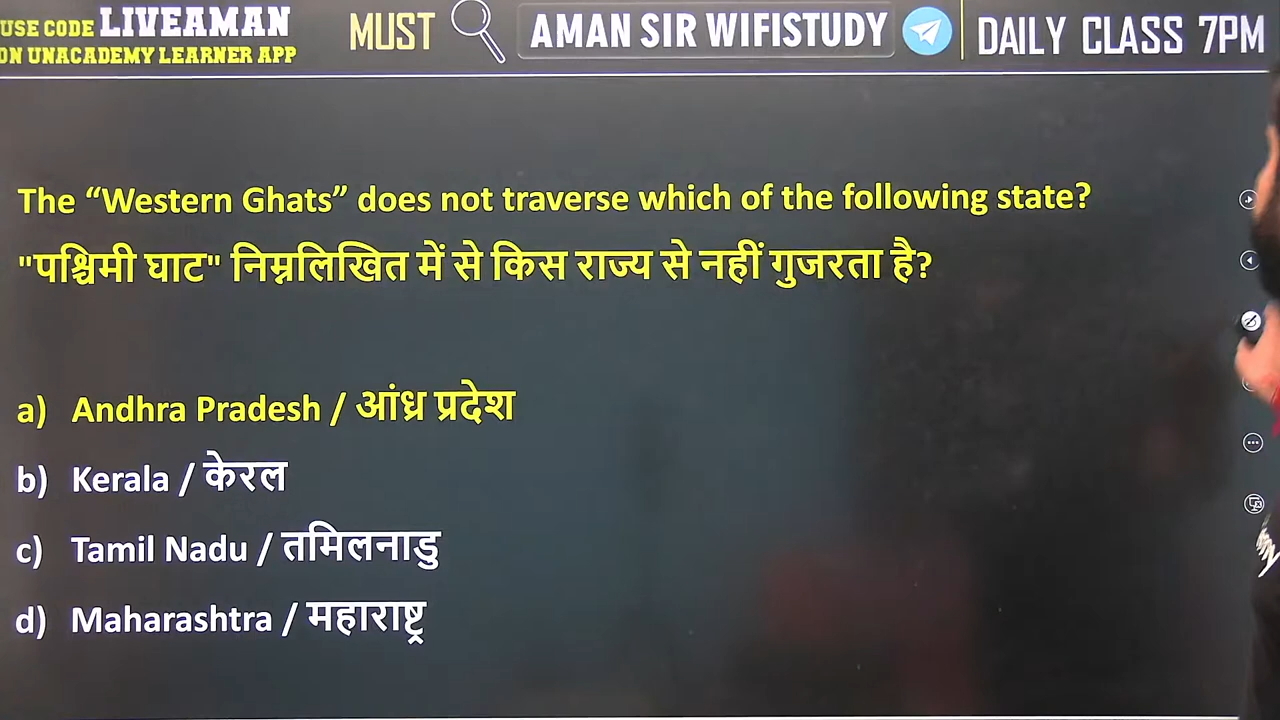 USE CODE LIVEAMAN
ON UNACADEMY LEARNER APP
MUST
AMAN SIR WIFISTUDY
DAILY CLASS 7PM
The “Western Ghats” does not traverse which of the following state?
"पश्चिमी घाट" निम्नलिखित में से किस राज्य से नहीं गुजरता है?
a) Andhra Pradesh / आंध्र प्रदेश
b) Kerala / केरल
c) Tamil Nadu / तमिलनाडु
d) Maharashtra / महाराष्ट्र